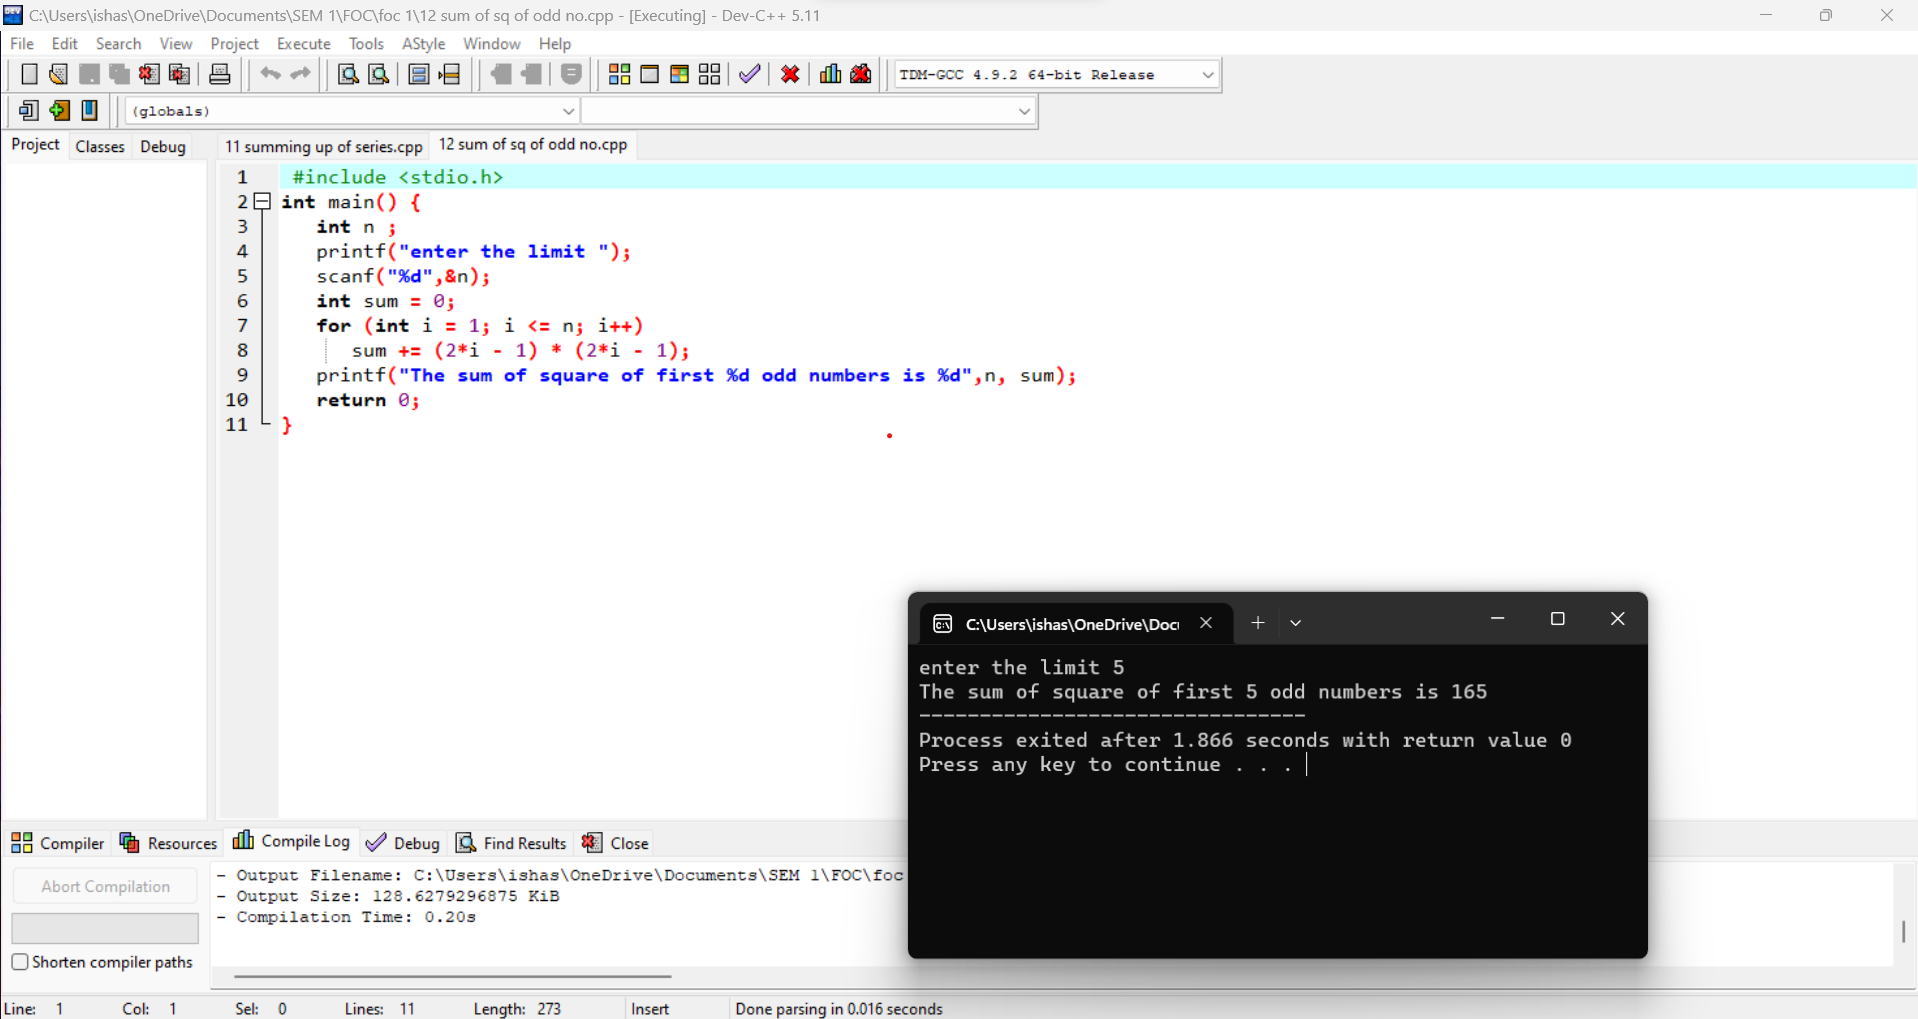 C:\Users\ishas\OneDrive\Documents\SEM 1\FOC\foc 1\12 sum of sq of odd no.cpp - [Executing] - Dev-C++ 5.11
File Edit Search View Project Execute Tools AStyle Window Help
TDM-GCC 4.9.2 64-bit Release
(globals)
Project Classes Debug
11 summing up of series.cpp 12 sum of sq of odd no.cpp
1 #include <stdio.h>
2 int main() {
3 int n ;
4 printf("enter the limit ");
5 scanf("%d",&n);
6 int sum = 0;
7 for (int i = 1; i <= n; i++)
8 sum += (2*i - 1) * (2*i - 1);
9 printf("The sum of square of first %d odd numbers is %d",n, sum);
10 return 0;
11 }
C:\Users\ishas\OneDrive\Docu
enter the limit 5
The sum of square of first 5 odd numbers is 165
--------------------------------
Process exited after 1.866 seconds with return value 0
Press any key to continue . . .
Compiler Resources Compile Log Debug Find Results Close
Abort Compilation
Shorten compiler paths
- Output Filename: C:\Users\ishas\OneDrive\Documents\SEM 1\FOC\foc
- Output Size: 128.6279296875 KiB
- Compilation Time: 0.20s
Line: 1 Col: 1 Sel: 0 Lines: 11 Length: 273 Insert Done parsing in 0.016 seconds